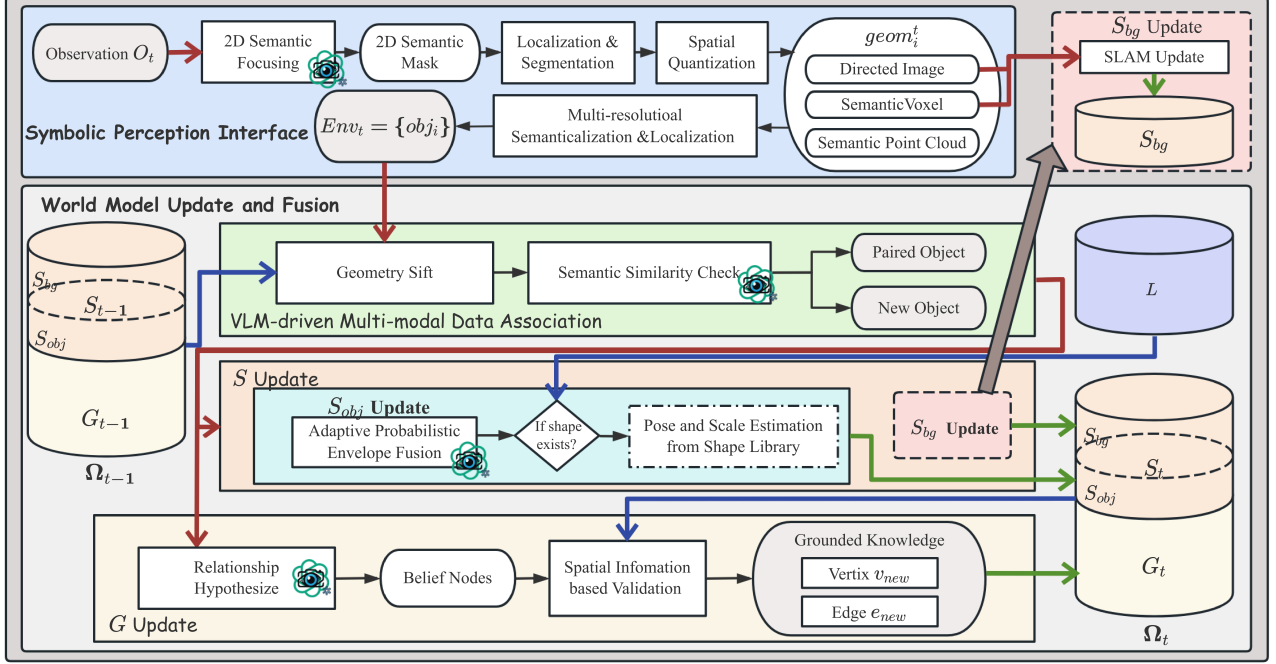 Observation O_t
2D Semantic
Focusing
2D Semantic
Mask
Localization &
Segmentation
Spatial
Quantization
geom_i^t
Directed Image
SemanticVoxel
Semantic Point Cloud
Multi-resolutioal
Semanticalization &Localization
Env_t = {obj_i}
Symbolic Perception Interface
S_bg Update
SLAM Update
S_bg
World Model Update and Fusion
S_bg
S_t−1
S_obj
G_t−1
Ω_t−1
Geometry Sift
Semantic Similarity Check
Paired Object
New Object
VLM-driven Multi-modal Data Association
L
S Update
S_obj Update
Adaptive Probabilistic
Envelope Fusion
If shape
exists?
Pose and Scale Estimation
from Shape Library
S_bg Update
S_bg
S_t
S_obj
G_t
Ω_t
Relationship
Hypothesize
Belief Nodes
Spatial Infomation
based Validation
Grounded Knowledge
Vertix v_new
Edge e_new
G Update